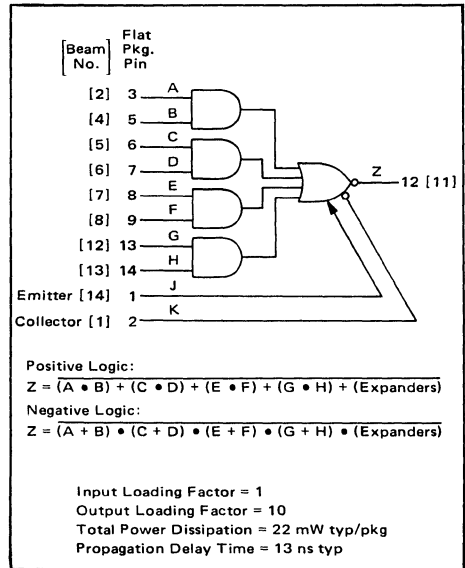 [Beam No.] Flat Pkg. Pin
[2] 3 A
[4] 5 B
[5] 6 C
[6] 7 D
[7] 8 E
[8] 9 F
[12] 13 G
[13] 14 H
Emitter [14] 1 J
Collector [1] 2 K
Z 12 [11]
Positive Logic:
Z = (A • B) + (C • D) + (E • F) + (G • H) + (Expanders)
Negative Logic:
Z = (A + B) • (C + D) • (E + F) • (G + H) • (Expanders)
Input Loading Factor = 1
Output Loading Factor = 10
Total Power Dissipation = 22 mW typ/pkg
Propagation Delay Time = 13 ns typ